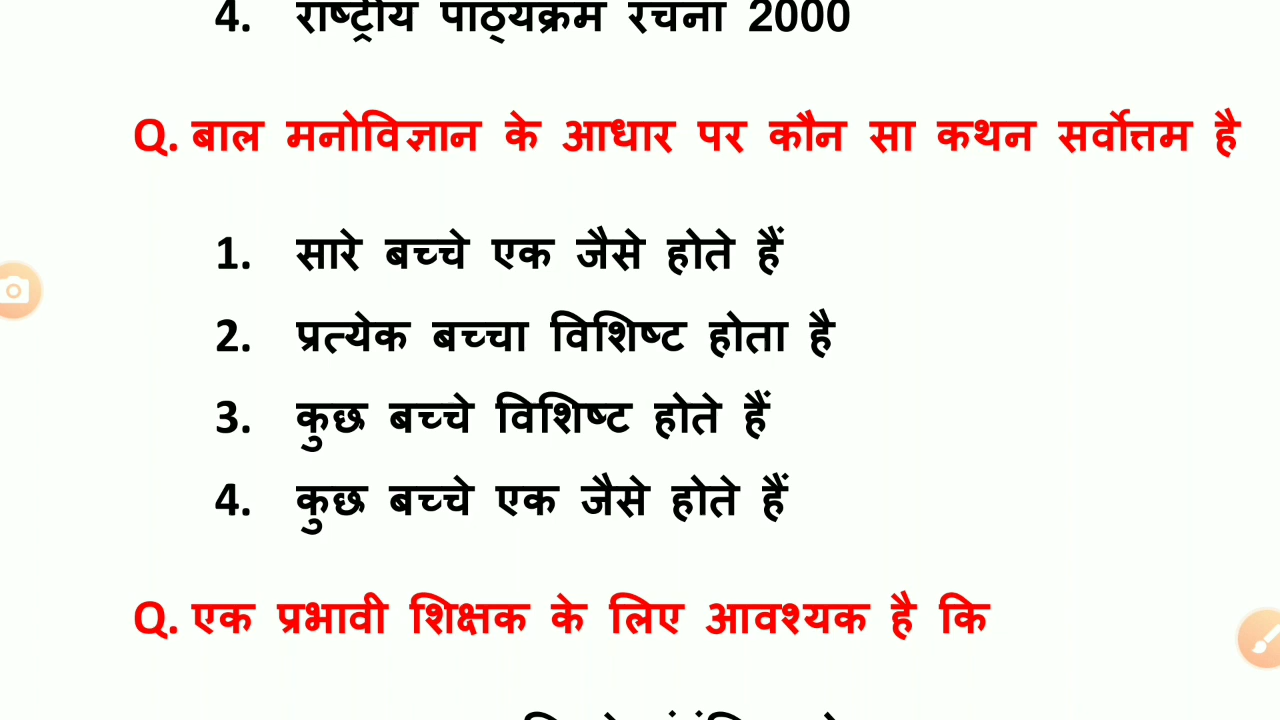 4. राष्ट्रीय पाठ्यक्रम रचना 2000
Q. बाल मनोविज्ञान के आधार पर कौन सा कथन सर्वोत्तम है
1. सारे बच्चे एक जैसे होते हैं
2. प्रत्येक बच्चा विशिष्ट होता है
3. कुछ बच्चे विशिष्ट होते हैं
4. कुछ बच्चे एक जैसे होते हैं
Q. एक प्रभावी शिक्षक के लिए आवश्यक है कि